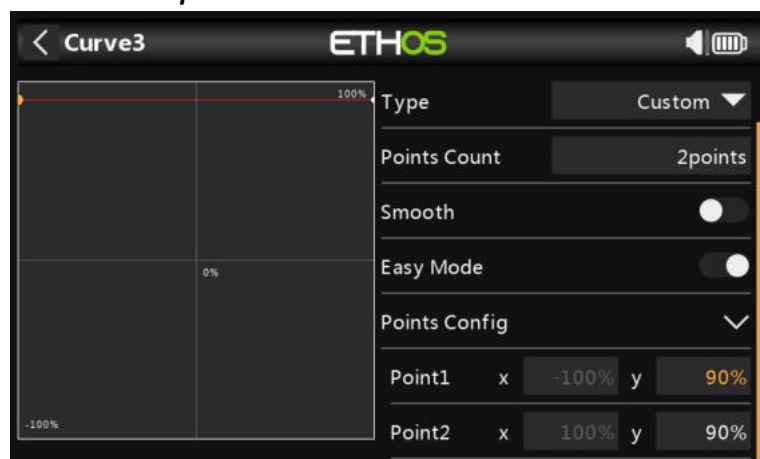 Curve3 ETHOS
100%
0%
-100%
Type Custom
Points Count 2points
Smooth
Easy Mode
Points Config
Point1 x -100% y 90%
Point2 x 100% y 90%